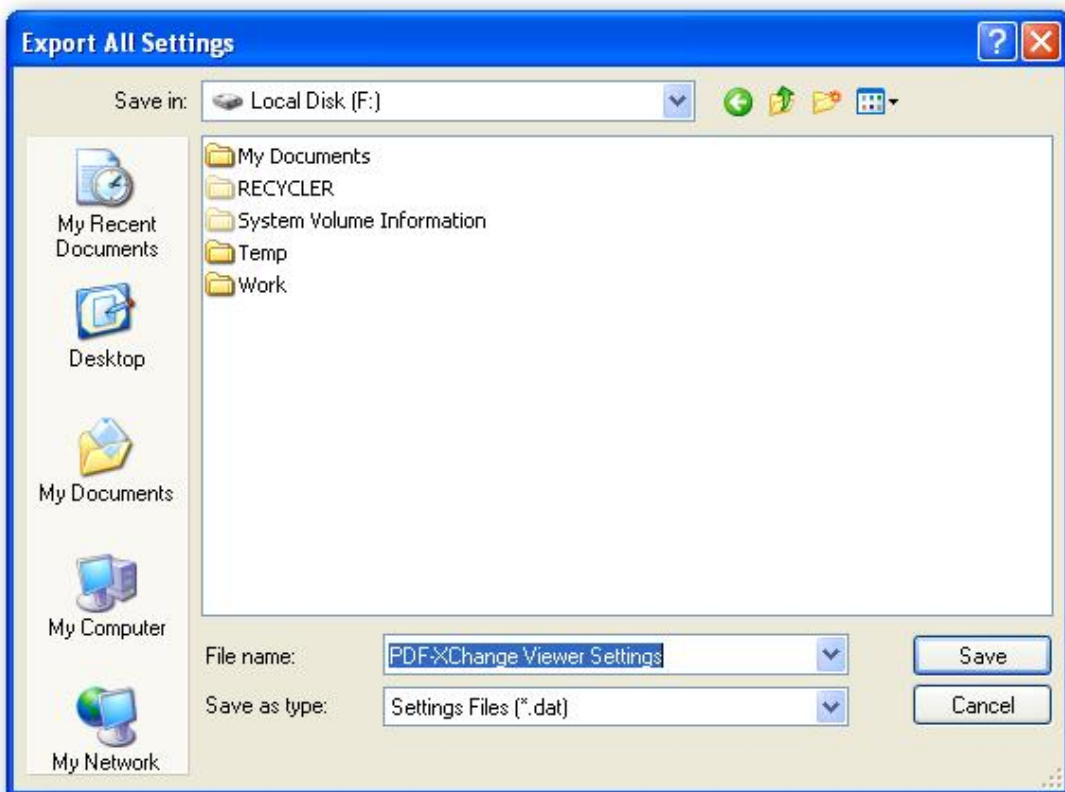 Export All Settings
?
Save in:
Local Disk (F:)
My Documents
RECYCLER
System Volume Information
Temp
Work
My Recent
Documents
Desktop
My Documents
My Computer
My Network
File name:
PDF-XChange Viewer Settings
Save
Save as type:
Settings Files (*.dat)
Cancel